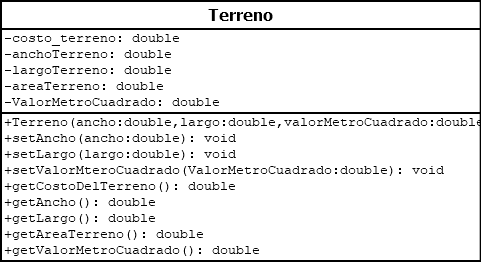 Terreno
-costo_terreno: double
-anchoTerreno: double
-largoTerreno: double
-areaTerreno: double
-ValorMetroCuadrado: double
+Terreno(ancho:double,largo:double,valorMetroCuadrado:double
+setAncho(ancho:double): void
+setLargo(largo:double): void
+setValorMteroCuadrado(ValorMetroCuadrado:double): void
+getCostoDelTerreno(): double
+getAncho(): double
+getLargo(): double
+getAreaTerreno(): double
+getValorMetroCuadrado(): double